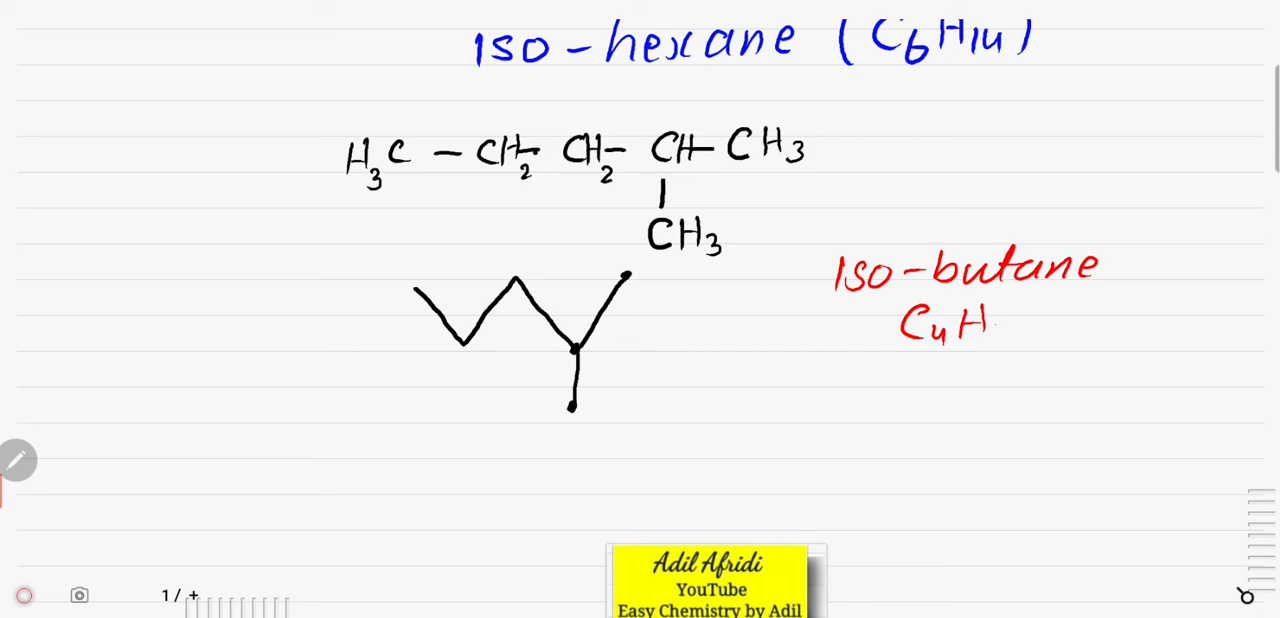 iso-hexane (C6H14)
H3C - CH2 - CH2 - CH - CH3
CH3
iso-butane
C4H
1/+
Adil Afridi
YouTube
Easy Chemistry by Adil